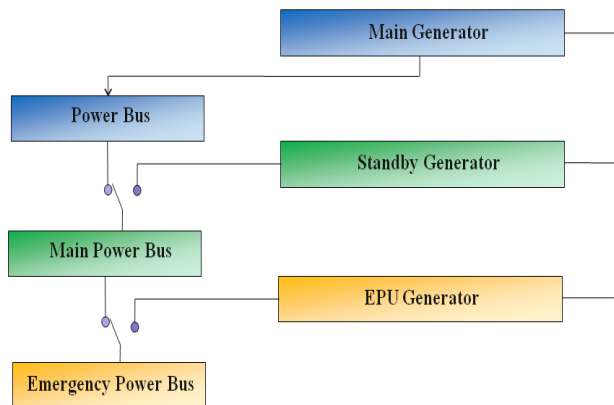 Main Generator
Power Bus
Standby Generator
Main Power Bus
EPU Generator
Emergency Power Bus